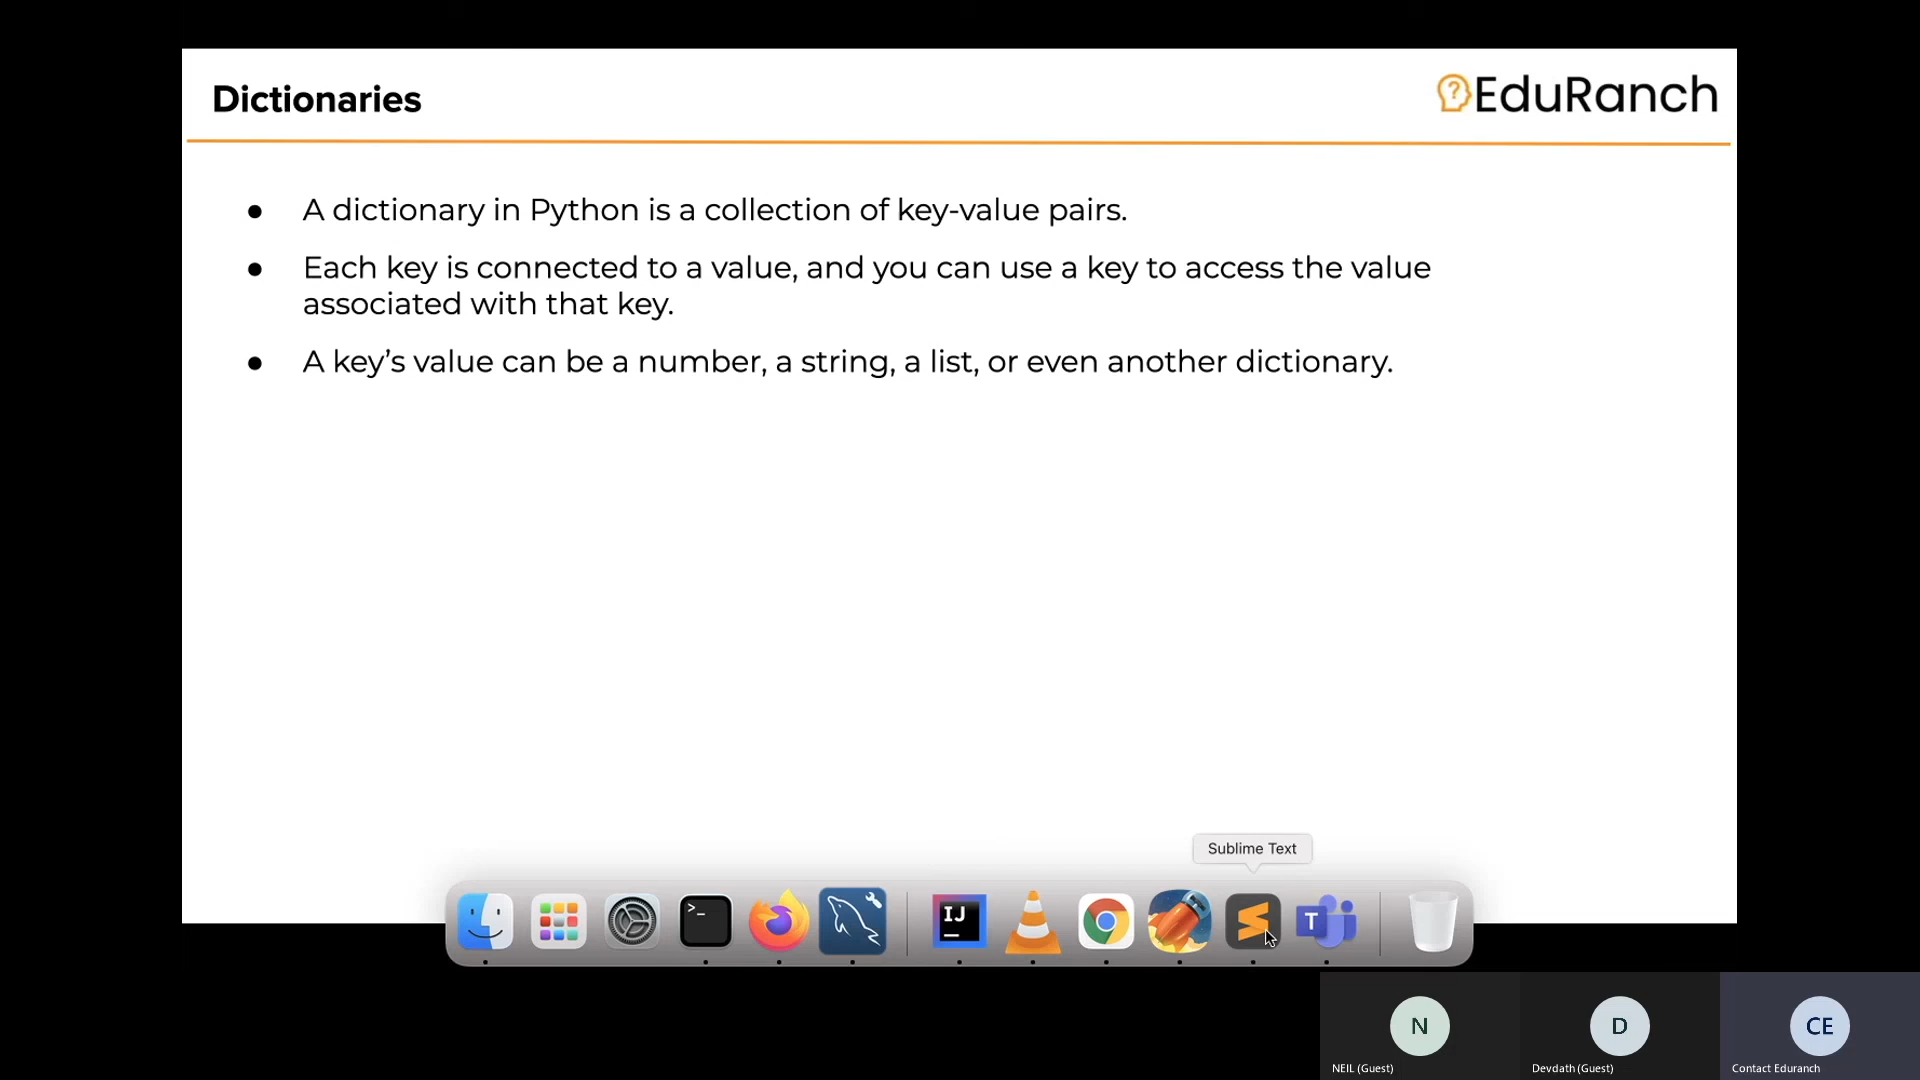 Dictionaries
EduRanch
● A dictionary in Python is a collection of key-value pairs.
● Each key is connected to a value, and you can use a key to access the value
associated with that key.
● A key’s value can be a number, a string, a list, or even another dictionary.
Sublime Text
>_
IJ
T
N
D
CE
NEIL (Guest)
Devdath (Guest)
Contact Eduranch